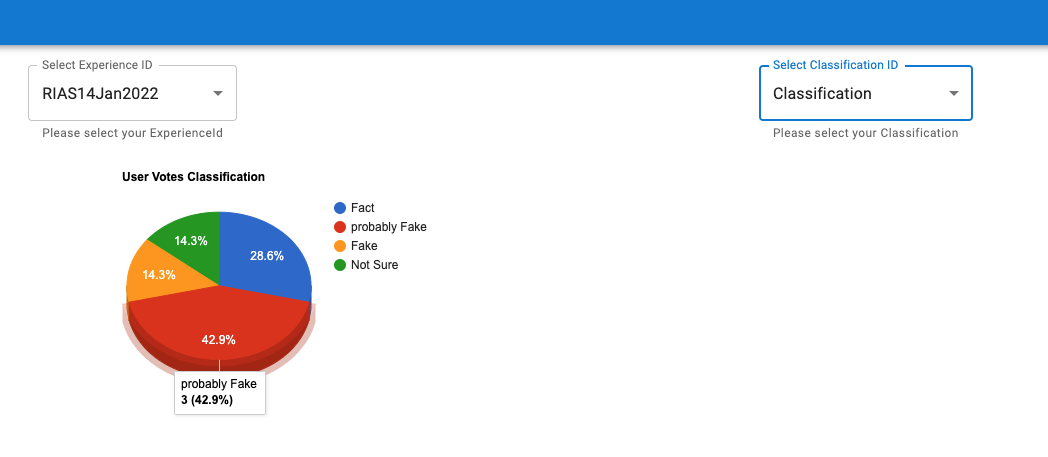 Select Experience ID
RIAS14Jan2022
Please select your ExperienceId
Select Classification ID
Classification
Please select your Classification
User Votes Classification
Fact
probably Fake
Fake
Not Sure
14.3%
28.6%
14.3%
42.9%
probably Fake
3 (42.9%)